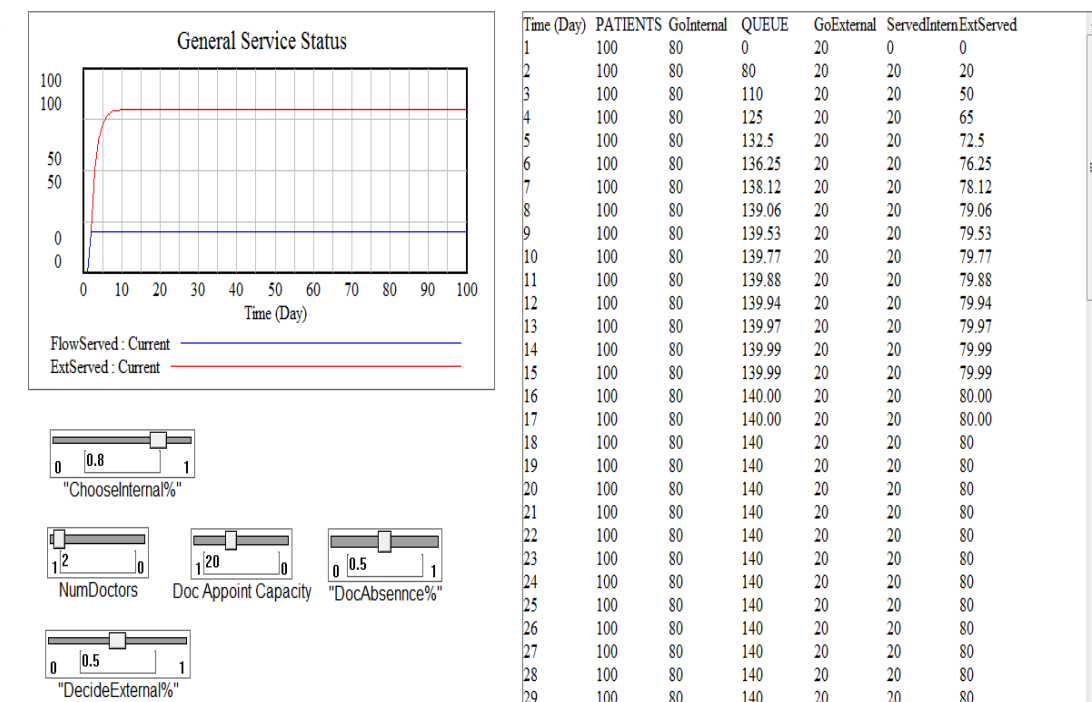 General Service Status
100
100
50
50
0
0
0 10 20 30 40 50 60 70 80 90 100
Time (Day)
FlowServed : Current
ExtServed : Current
0 0.8 1
"ChooseInternal%"
1 2 0
NumDoctors
1 20 0
Doc Appoint Capacity
0 0.5 1
"DocAbsennce%"
0 0.5 1
"DecideExternal%"
Time (Day) PATIENTS GoInternal QUEUE GoExternal ServedIntern ExtServed
1 100 80 0 20 0 0
2 100 80 80 20 20 20
3 100 80 110 20 20 50
4 100 80 125 20 20 65
5 100 80 132.5 20 20 72.5
6 100 80 136.25 20 20 76.25
7 100 80 138.12 20 20 78.12
8 100 80 139.06 20 20 79.06
9 100 80 139.53 20 20 79.53
10 100 80 139.77 20 20 79.77
11 100 80 139.88 20 20 79.88
12 100 80 139.94 20 20 79.94
13 100 80 139.97 20 20 79.97
14 100 80 139.99 20 20 79.99
15 100 80 139.99 20 20 79.99
16 100 80 140.00 20 20 80.00
17 100 80 140.00 20 20 80.00
18 100 80 140 20 20 80
19 100 80 140 20 20 80
20 100 80 140 20 20 80
21 100 80 140 20 20 80
22 100 80 140 20 20 80
23 100 80 140 20 20 80
24 100 80 140 20 20 80
25 100 80 140 20 20 80
26 100 80 140 20 20 80
27 100 80 140 20 20 80
28 100 80 140 20 20 80
29 100 80 140 20 20 80